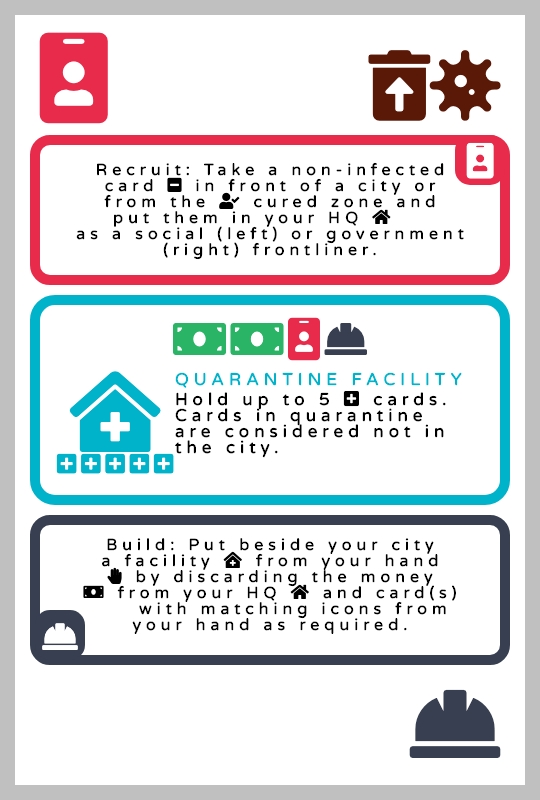 Recruit: Take a non-infected
card in front of a city or
from the cured zone and
put them in your HQ
as a social (left) or government
(right) frontliner.
QUARANTINE FACILITY
Hold up to 5 cards.
Cards in quarantine
are considered not in
the city.
Build: Put beside your city
a facility from your hand
by discarding the money
from your HQ and card(s)
with matching icons from
your hand as required.